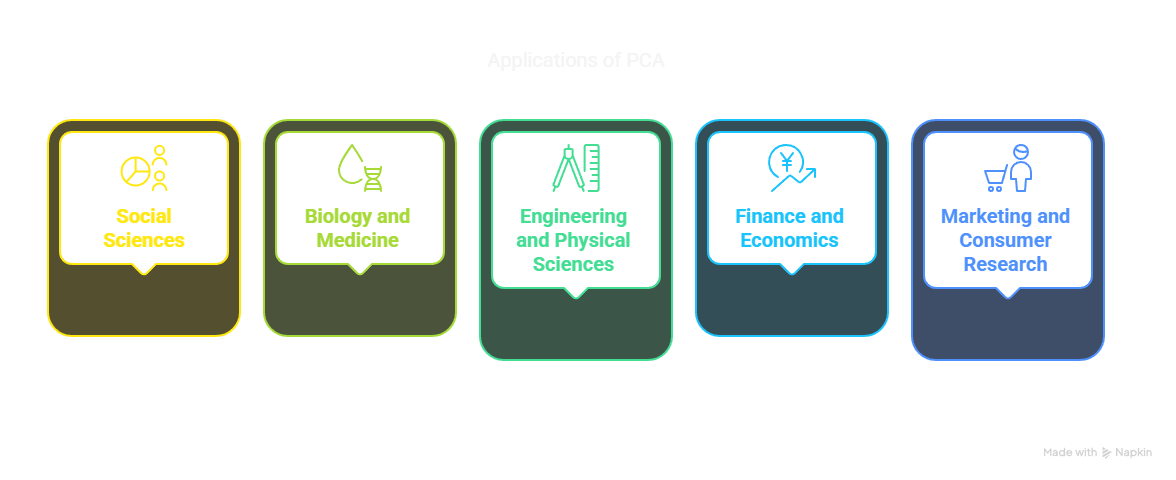 Applications of PCA
Social
Sciences
Biology and
Medicine
Engineering
and Physical
Sciences
Finance and
Economics
Marketing and
Consumer
Research
Made with Napkin